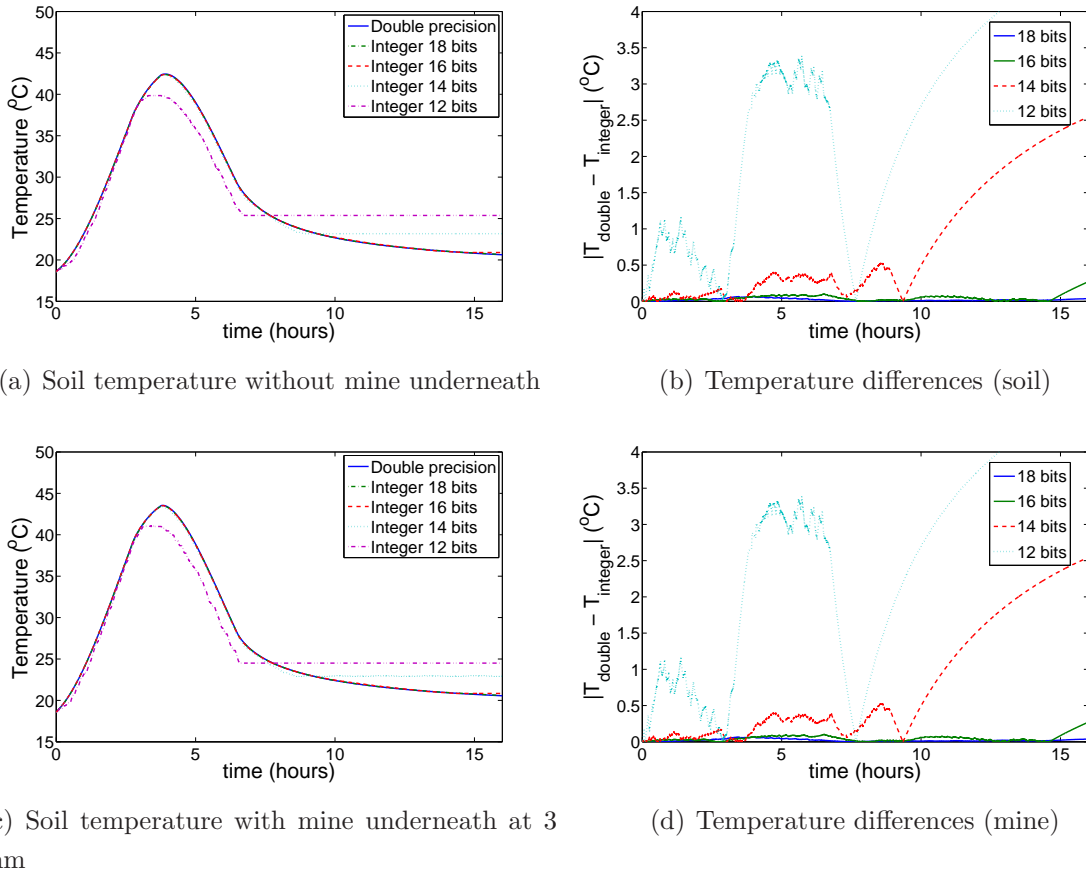 50
45
40
35
30
25
20
15
Temperature (°C)
0
5
10
15
time (hours)
Double precision
Integer 18 bits
Integer 16 bits
Integer 14 bits
Integer 12 bits
4
3.5
3
2.5
2
1.5
1
0.5
0
|T_double − T_integer| (°C)
0
5
10
15
time (hours)
18 bits
16 bits
14 bits
12 bits
a) Soil temperature without mine underneath
(b) Temperature differences (soil)
50
45
40
35
30
25
20
15
Temperature (°C)
0
5
10
15
time (hours)
Double precision
Integer 18 bits
Integer 16 bits
Integer 14 bits
Integer 12 bits
4
3.5
3
2.5
2
1.5
1
0.5
0
|T_double − T_integer| (°C)
0
5
10
15
time (hours)
18 bits
16 bits
14 bits
12 bits
) Soil temperature with mine underneath at 3
(d) Temperature differences (mine)